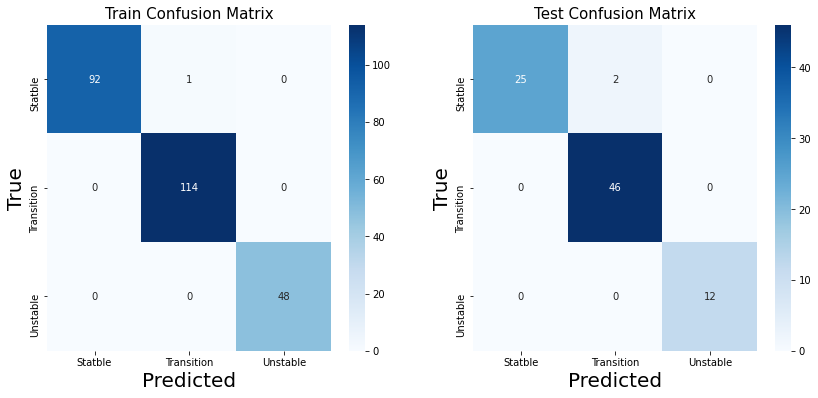 Train Confusion Matrix
True
Statble
Transition
Unstable
92 1 0
0 114 0
0 0 48
Statble Transition Unstable
Predicted
100
80
60
40
20
0
Test Confusion Matrix
True
Statble
Transition
Unstable
25 2 0
0 46 0
0 0 12
Statble Transition Unstable
Predicted
40
30
20
10
0